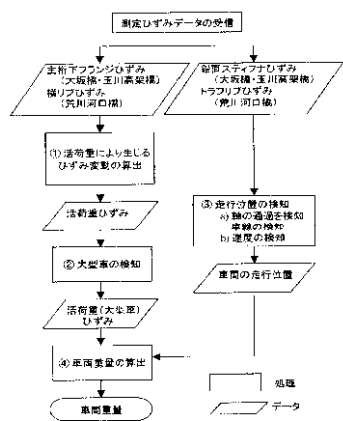 測定ひずみデータの受信
主桁下フランジひずみ
(大坂橋・玉川高架橋)
横リブひずみ
(荒川河口橋)
鉛直スティフナひずみ
(大坂橋・玉川高架橋)
トラフリブひずみ
(荒川河口橋)
①活荷重により生じる
ひずみ変動の算出
活荷重ひずみ
②大型車の検知
活荷重(大型車)
ひずみ
③走行位置の検知
a)軸の通過を検知
車線の検知
b)速度の検知
車両の走行位置
④車両重量の算出
車両重量
処理
データ